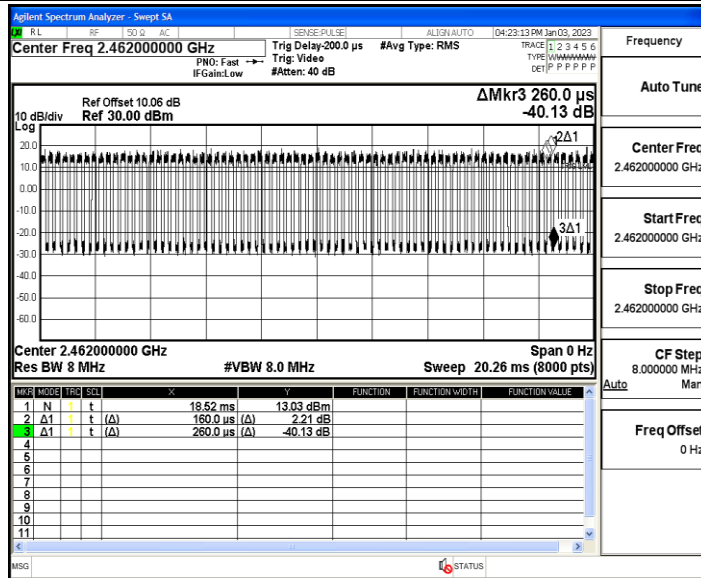 Agilent Spectrum Analyzer - Swept SA
RL RF 50 Ω AC SENSE:PULSE ALIGN AUTO 04:23:13 PM Jan 03, 2023
Center Freq 2.462000000 GHz
PNO: Fast
IFGain:Low
Trig Delay-200.0 µs
Trig: Video
#Atten: 40 dB
#Avg Type: RMS
TRACE 1 2 3 4 5 6
TYPE WWWWWW
DET P P P P P P
ΔMkr3 260.0 µs
-40.13 dB
Ref Offset 10.06 dB
10 dB/div Ref 30.00 dBm
Log
20.0
10.0
0.00
-10.0
-20.0
-30.0
-40.0
-50.0
-60.0
2Δ1
3Δ1
Center 2.462000000 GHz Span 0 Hz
Res BW 8 MHz #VBW 8.0 MHz Sweep 20.26 ms (8000 pts)
MKR MODE TRC SCL X Y FUNCTION FUNCTION WIDTH FUNCTION VALUE
1 N 1 t 18.52 ms 13.03 dBm
2 Δ1 1 t (Δ) 160.0 µs (Δ) 2.21 dB
3 Δ1 1 t (Δ) 260.0 µs (Δ) -40.13 dB
4
5
6
7
8
9
10
11
MSG STATUS
Frequency
Auto Tune
Center Freq
2.462000000 GHz
Start Freq
2.462000000 GHz
Stop Freq
2.462000000 GHz
CF Step
8.000000 MHz
Auto Man
Freq Offset
0 Hz